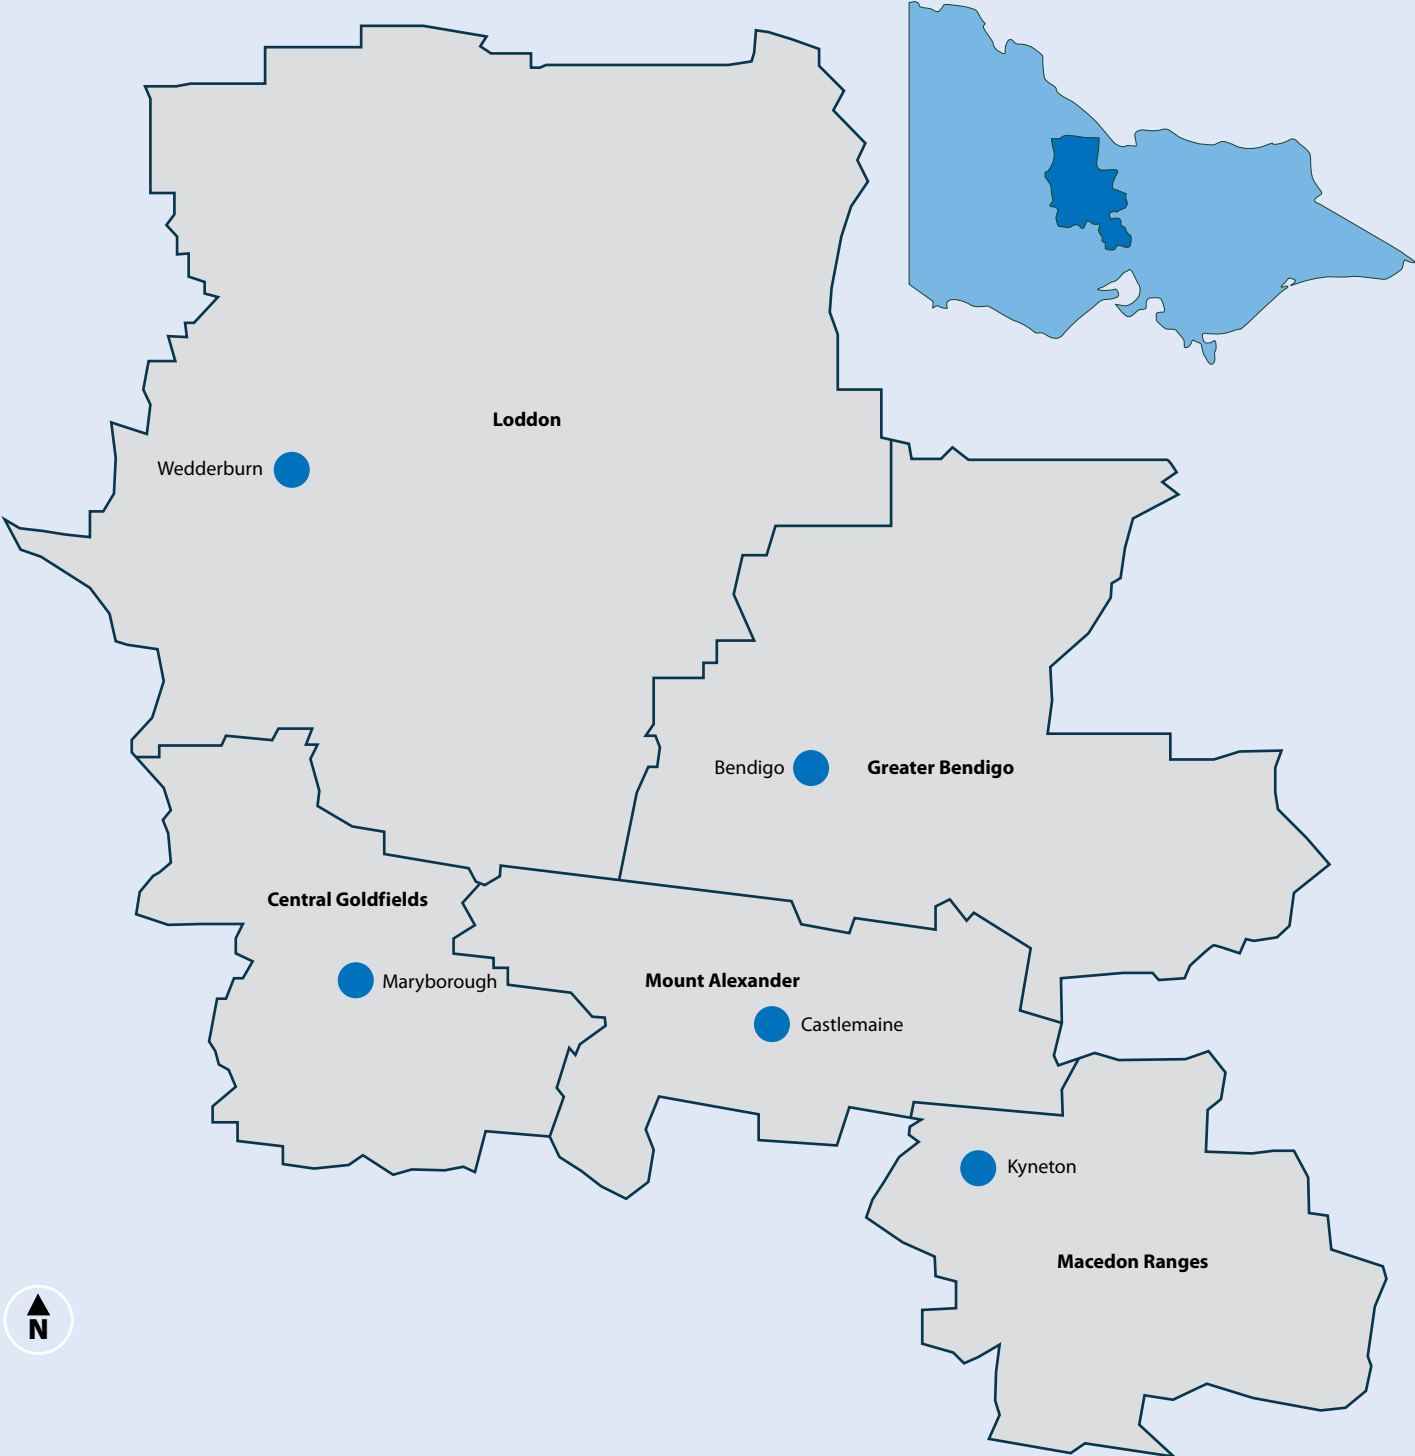 Loddon
Wedderburn
Bendigo
Greater Bendigo
Central Goldfields
Maryborough
Mount Alexander
Castlemaine
Kyneton
Macedon Ranges
N